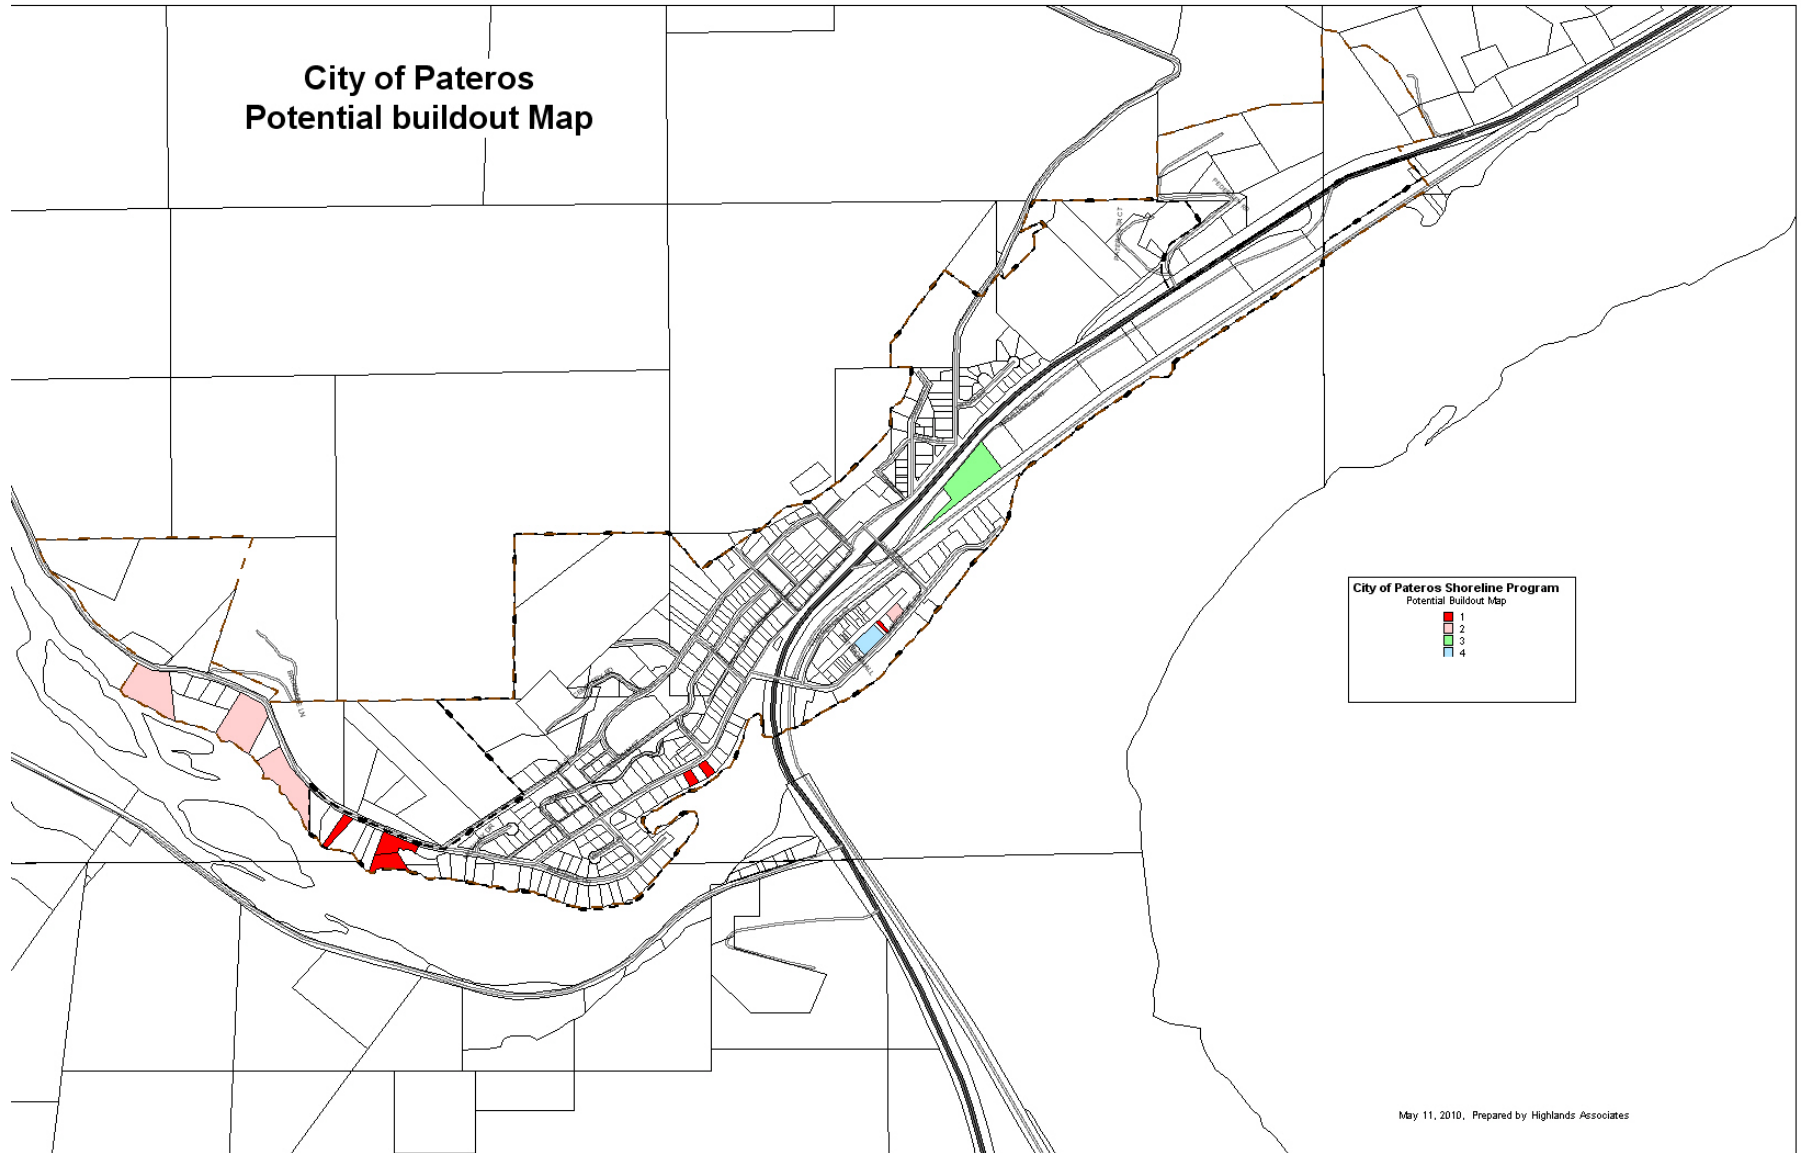 City of Pateros
Potential buildout Map
City of Pateros Shoreline Program
Potential Buildout Map
1
2
3
4
May 11, 2010, Prepared by Highlands Associates